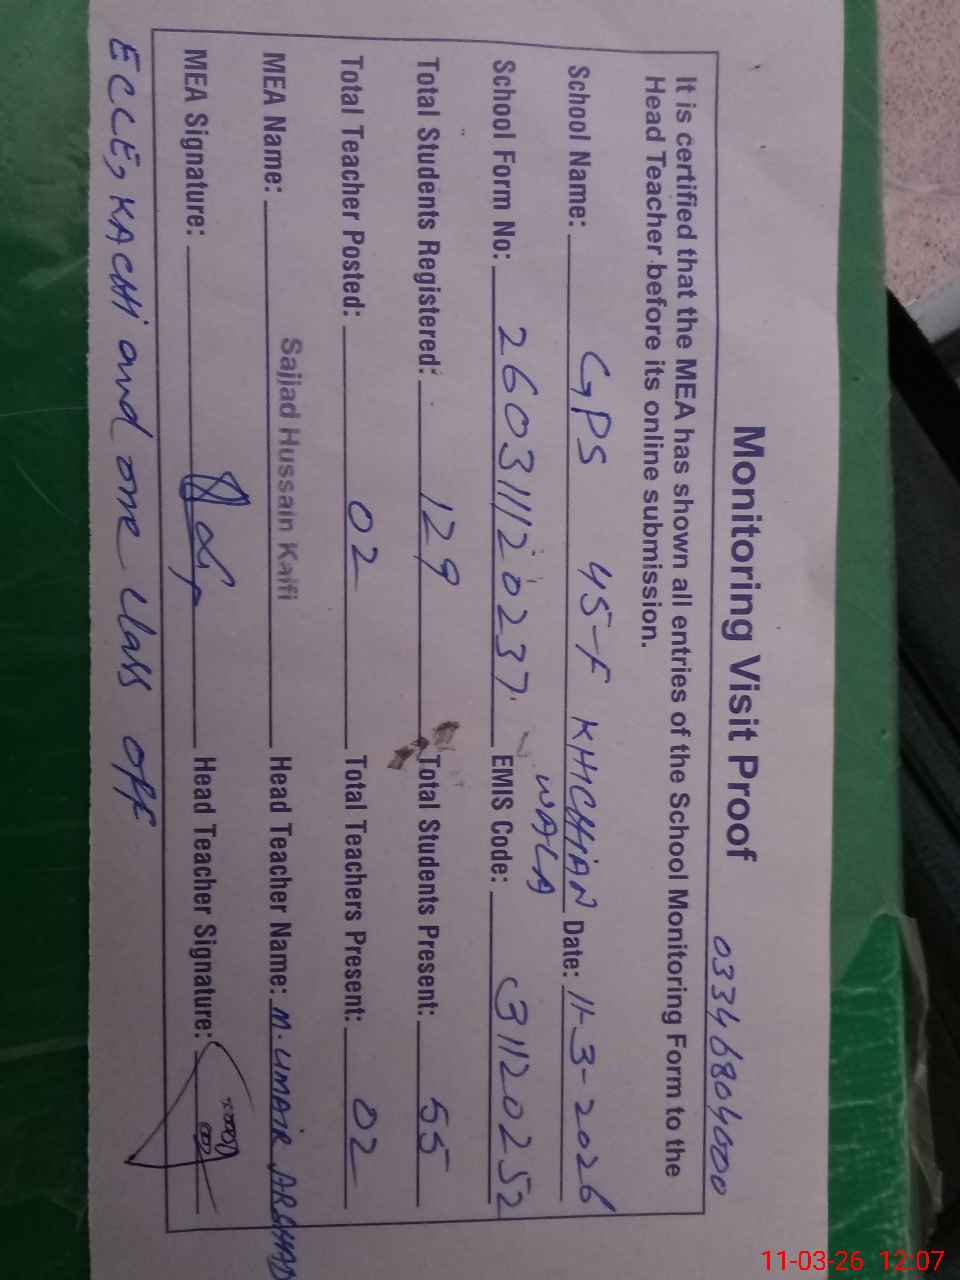 Monitoring Visit Proof 03346804000
It is certified that the MEA has shown all entries of the School Monitoring Form to the
Head Teacher before its online submission.
School Name: GPS 45-F KHICHIAN WALA Date: 11-3-2026
School Form No: 26031112 0237 EMIS Code: 31120252
Total Students Registered: 129 Total Students Present: 55
Total Teacher Posted: 02 Total Teachers Present: 02
MEA Name: Sajjad Hussain Kaifi Head Teacher Name: M. UMAIR ARSHAD
MEA Signature: Head Teacher Signature:
ECCE, KACHI and one class off
11-03-26 12:07